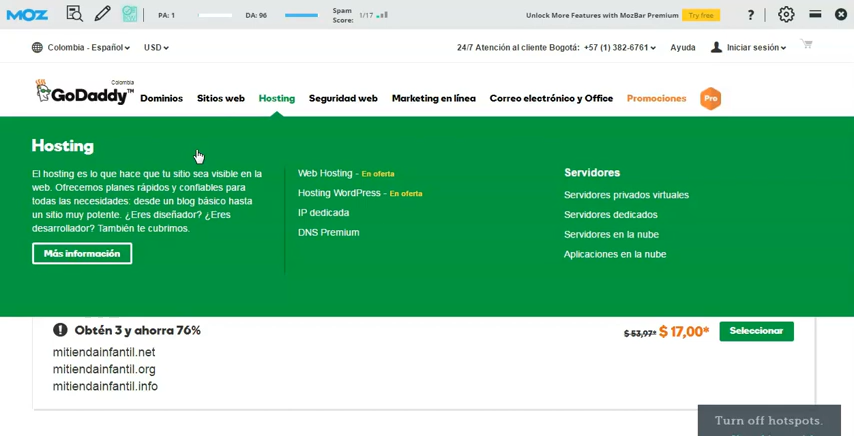 MOZ
PA: 1
DA: 96
Spam Score:
1/17
Unlock More Features with MozBar Premium
Try free
?
Colombia - Español
USD
24/7 Atención al cliente Bogotá: +57 (1) 382-6761
Ayuda
Iniciar sesión
Colombia
GoDaddy™
Dominios
Sitios web
Hosting
Seguridad web
Marketing en línea
Correo electrónico y Office
Promociones
Pro
Hosting
El hosting es lo que hace que tu sitio sea visible en la
web. Ofrecemos planes rápidos y confiables para
todas las necesidades: desde un blog básico hasta
un sitio muy potente. ¿Eres diseñador? ¿Eres
desarrollador? También te cubrimos.
Más información
Web Hosting - En oferta
Hosting WordPress - En oferta
IP dedicada
DNS Premium
Servidores
Servidores privados virtuales
Servidores dedicados
Servidores en la nube
Aplicaciones en la nube
Obtén 3 y ahorra 76%
$ 53,97* $ 17,00*
Seleccionar
mitiendainfantil.net
mitiendainfantil.org
mitiendainfantil.info
Turn off hotspots.